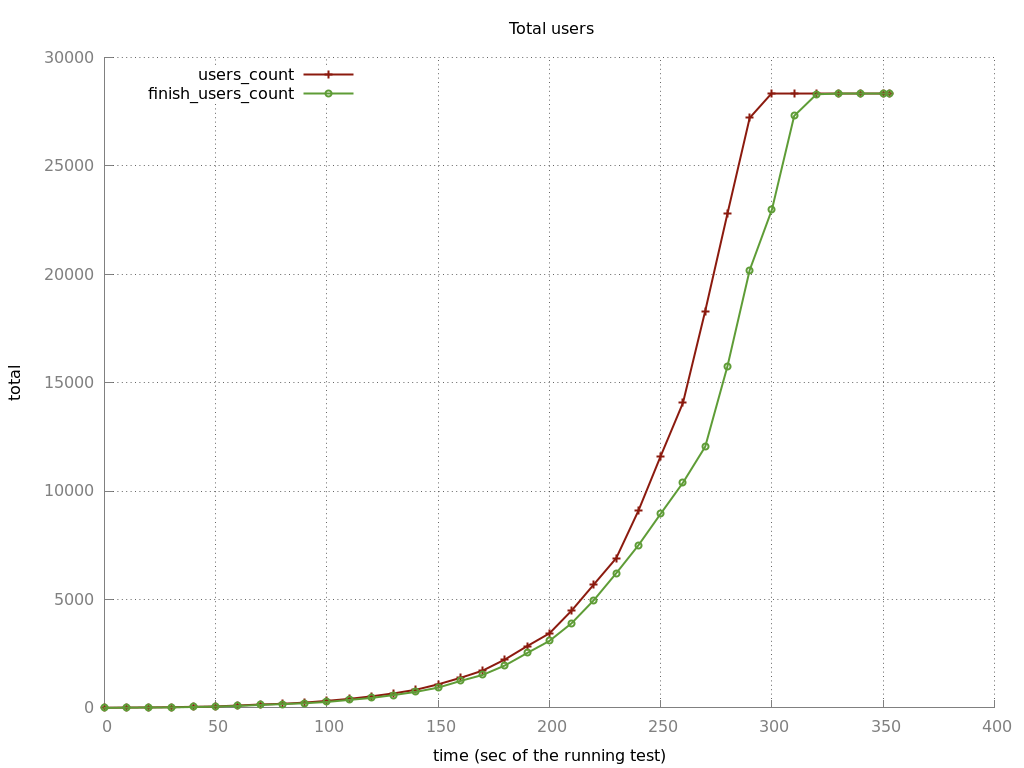 Total users
30000
users_count
finish_users_count
25000
20000
15000
total
10000
5000
0
0 50 100 150 200 250 300 350 400
time (sec of the running test)